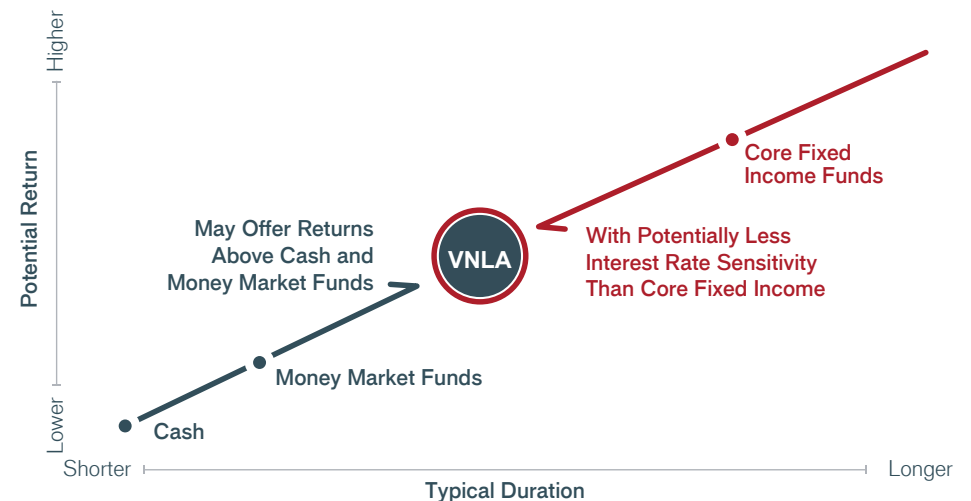 Higher
Potential Return
Lower
May Offer Returns
Above Cash and
Money Market Funds
VNLA
Core Fixed
Income Funds
With Potentially Less
Interest Rate Sensitivity
Than Core Fixed Income
Money Market Funds
Cash
Shorter
Longer
Typical Duration